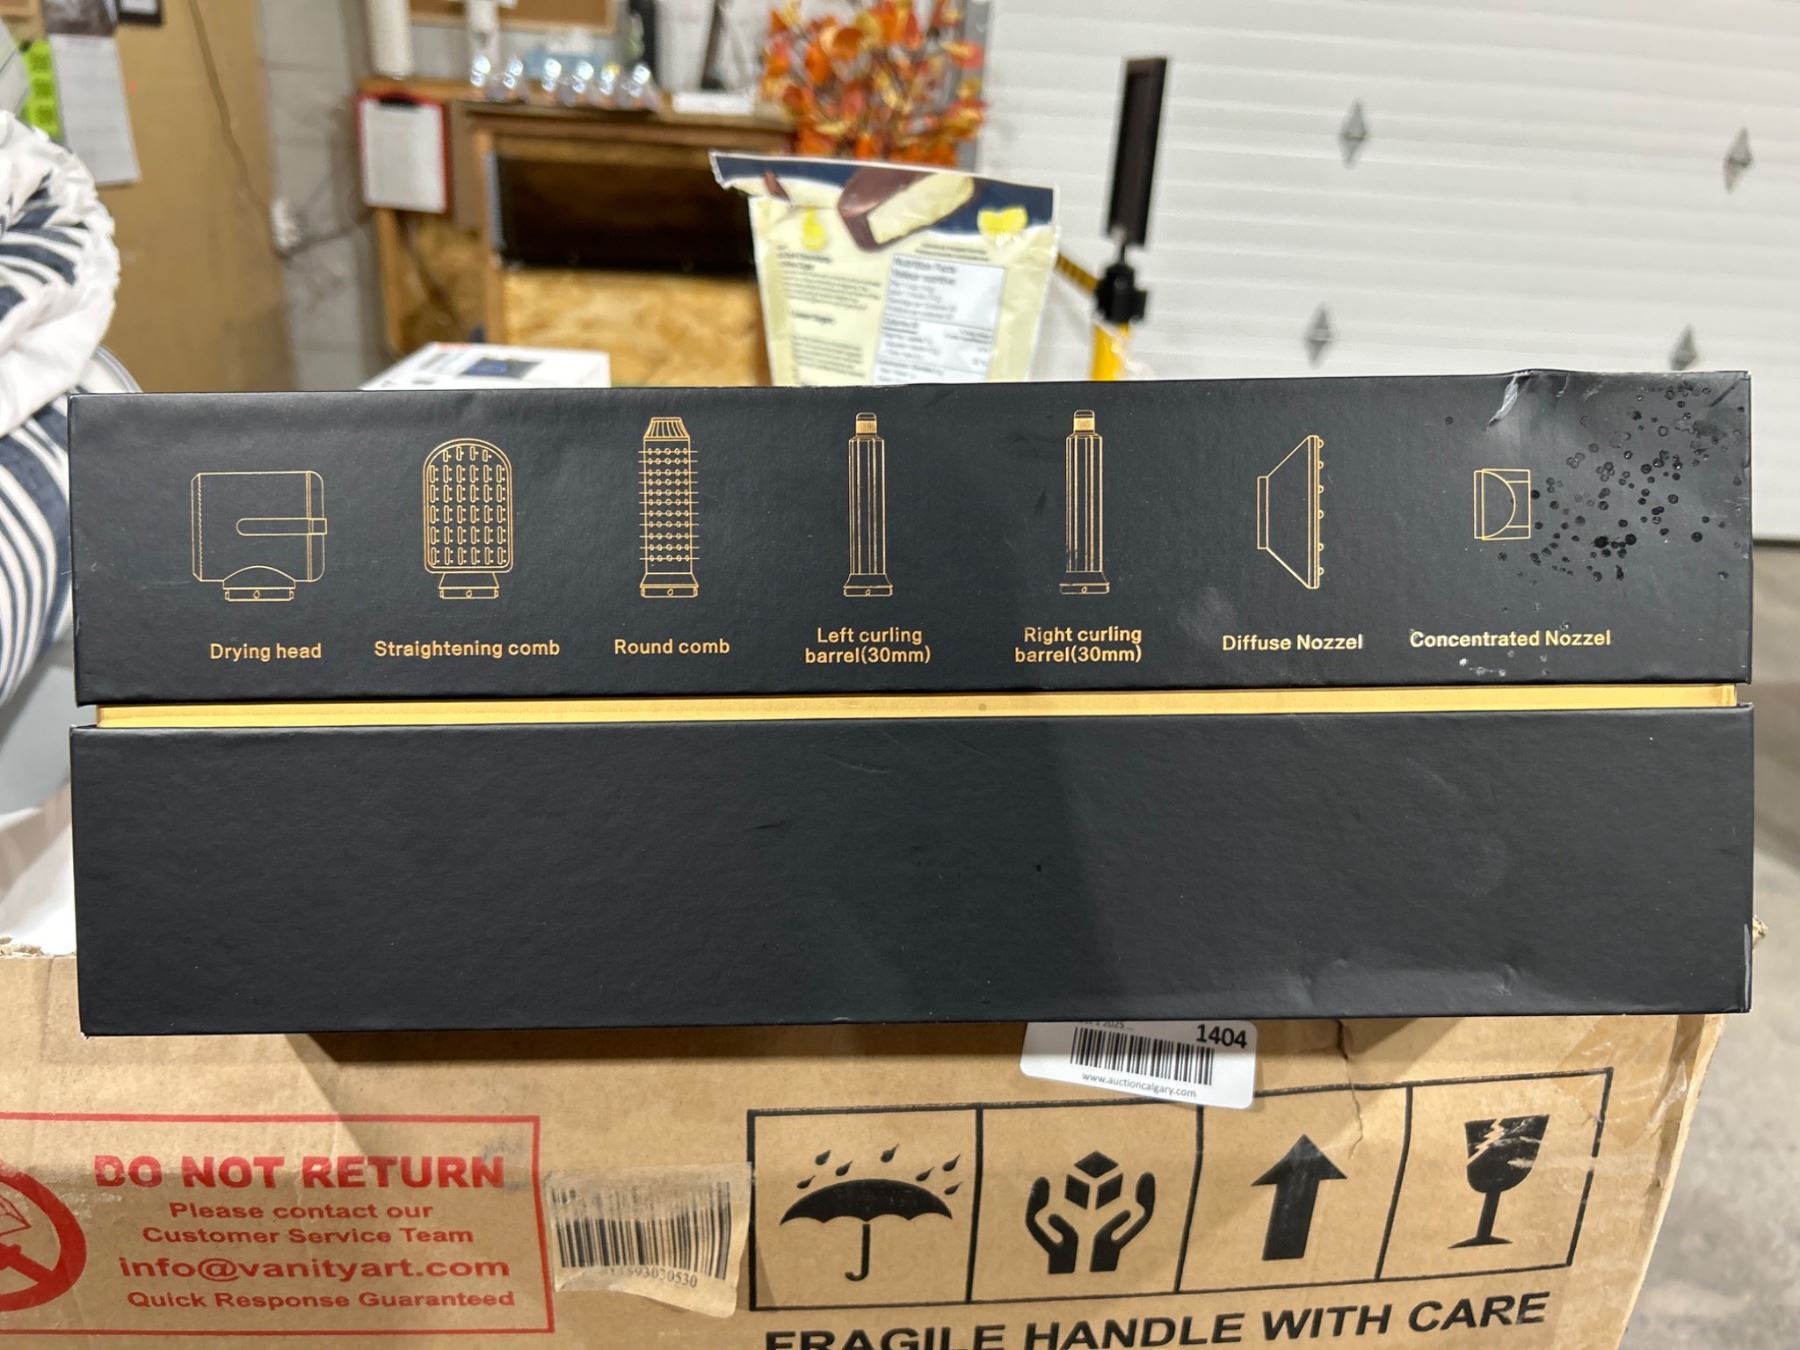 Drying head
Straightening comb
Round comb
Left curling
barrel(30mm)
Right curling
barrel(30mm)
Diffuse Nozzel
Concentrated Nozzel
1404
www.auctioncalgary.com
DO NOT RETURN
Please contact our
Customer Service Team
info@vanityart.com
Quick Response Guaranteed
FRAGILE HANDLE WITH CARE